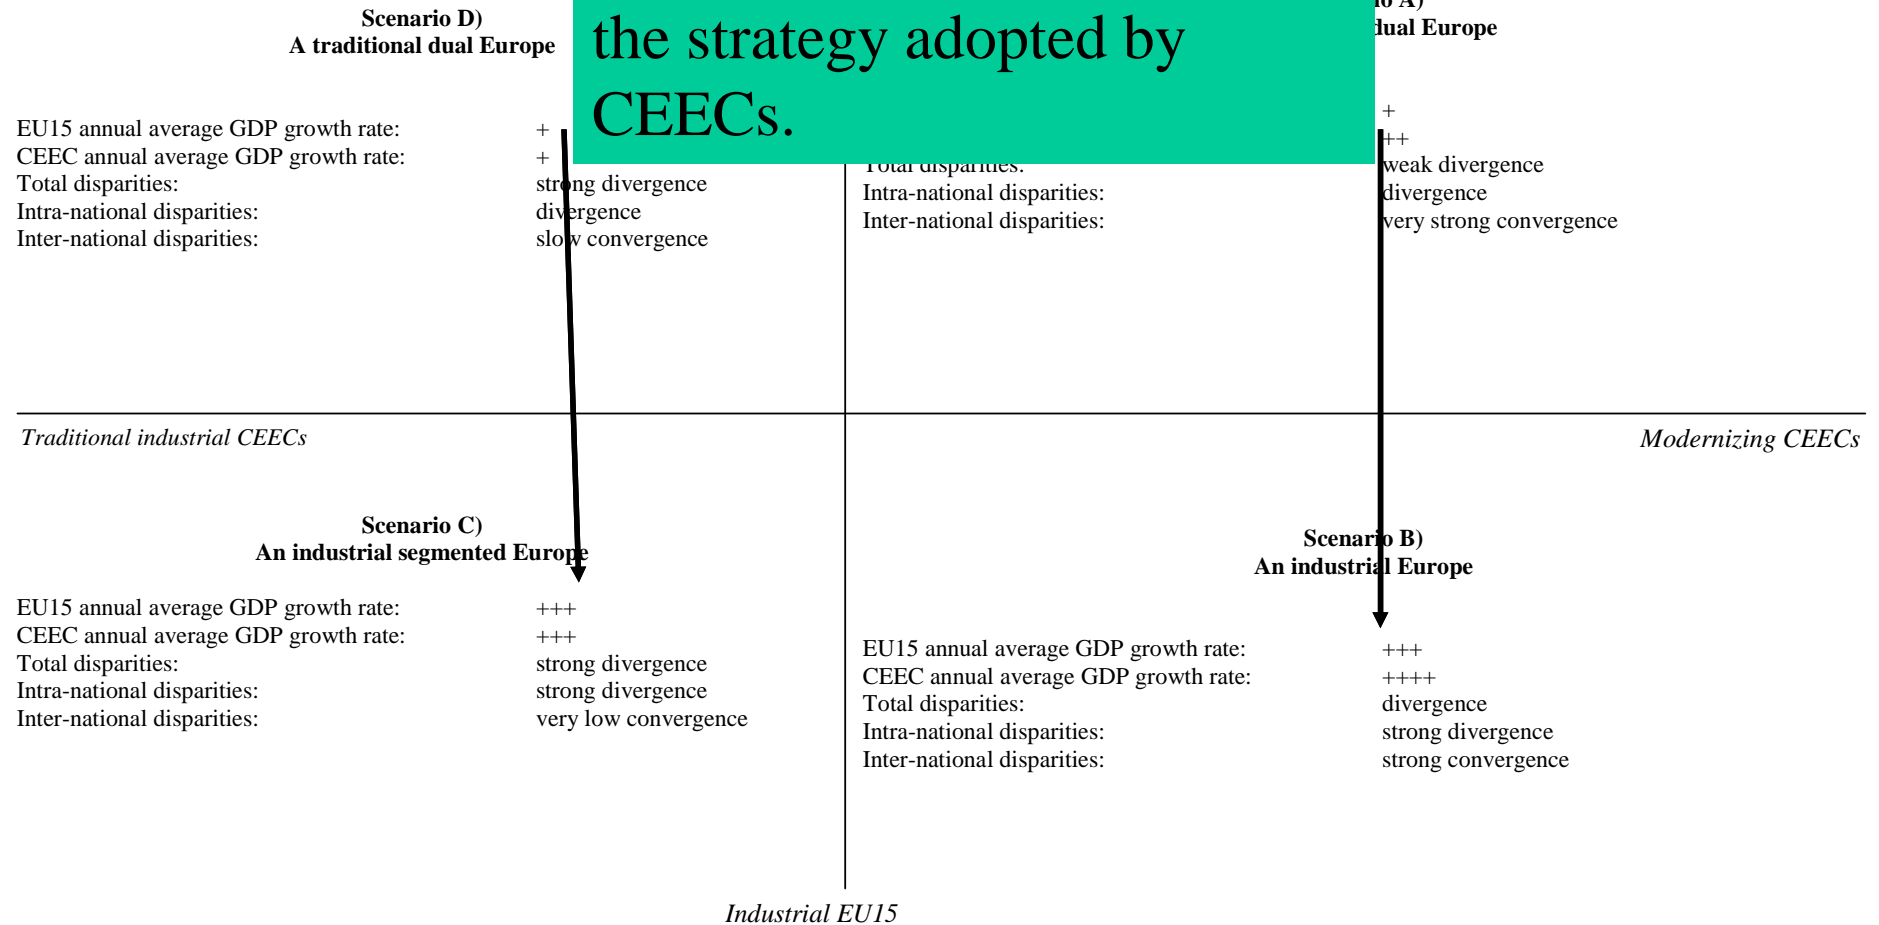 Scenario D)
A traditional dual Europe
the strategy adopted by
CEECs.
A)
dual Europe
EU15 annual average GDP growth rate: +
CEEC annual average GDP growth rate: +
Total disparities: strong divergence
Intra-national disparities: divergence
Inter-national disparities: slow convergence
+
++
Total disparities: weak divergence
Intra-national disparities: divergence
Inter-national disparities: very strong convergence
Traditional industrial CEECs
Modernizing CEECs
Scenario C)
An industrial segmented Europe
EU15 annual average GDP growth rate: +++
CEEC annual average GDP growth rate: +++
Total disparities: strong divergence
Intra-national disparities: strong divergence
Inter-national disparities: very low convergence
Scenario B)
An industrial Europe
EU15 annual average GDP growth rate: +++
CEEC annual average GDP growth rate: ++++
Total disparities: divergence
Intra-national disparities: strong divergence
Inter-national disparities: strong convergence
Industrial EU15